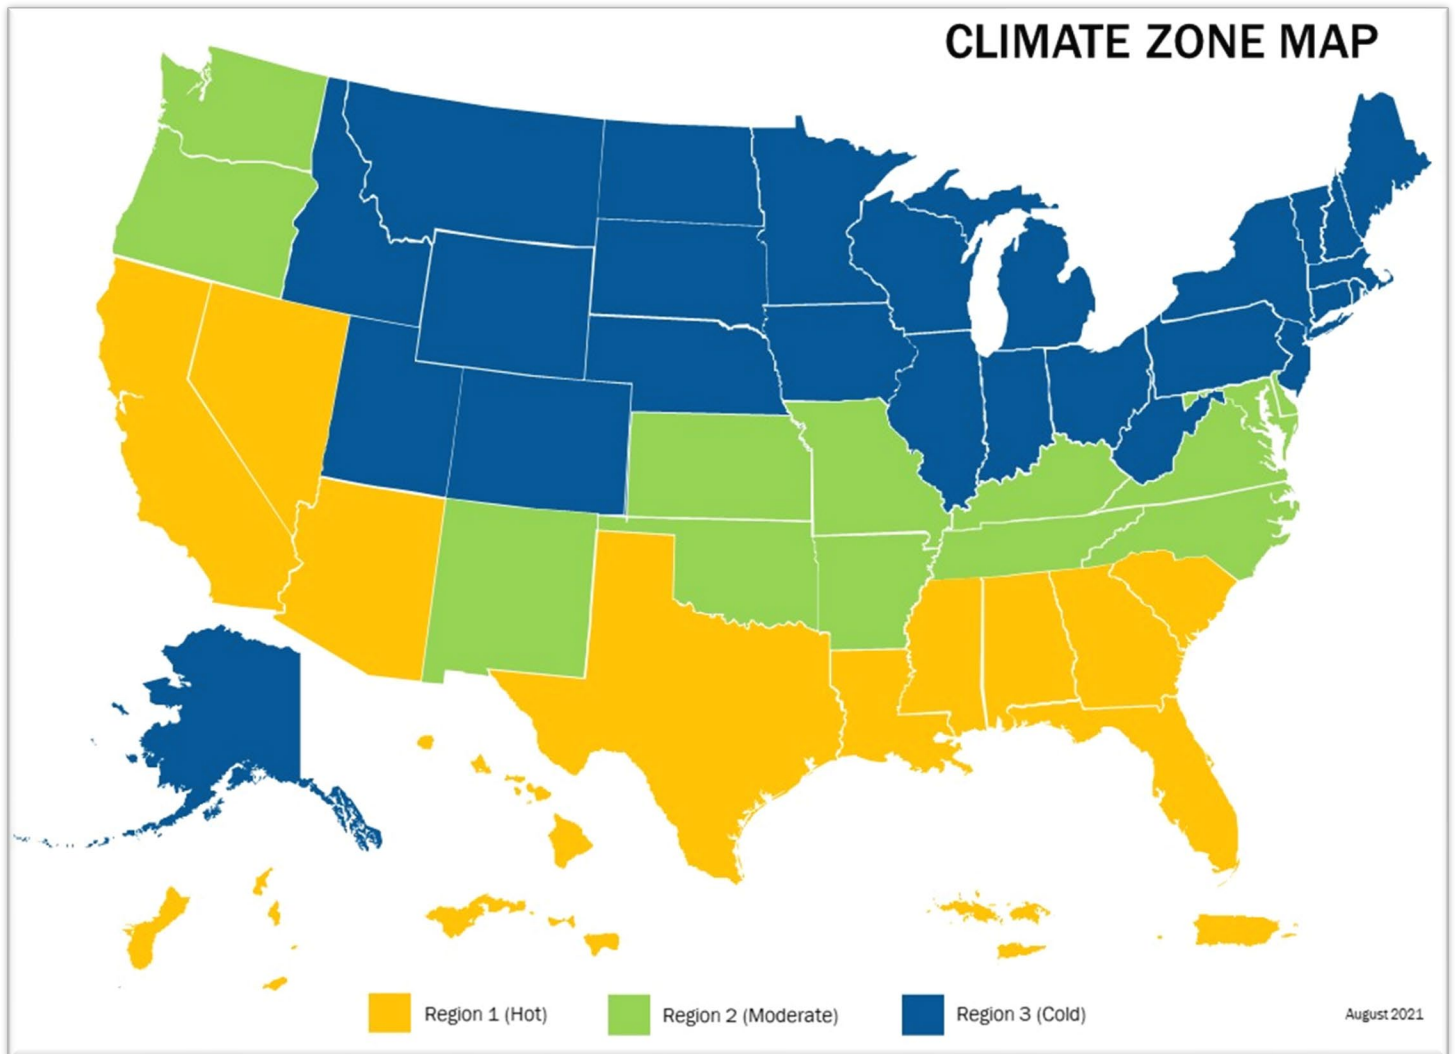 CLIMATE ZONE MAP
Region 1 (Hot)
Region 2 (Moderate)
Region 3 (Cold)
August 2021